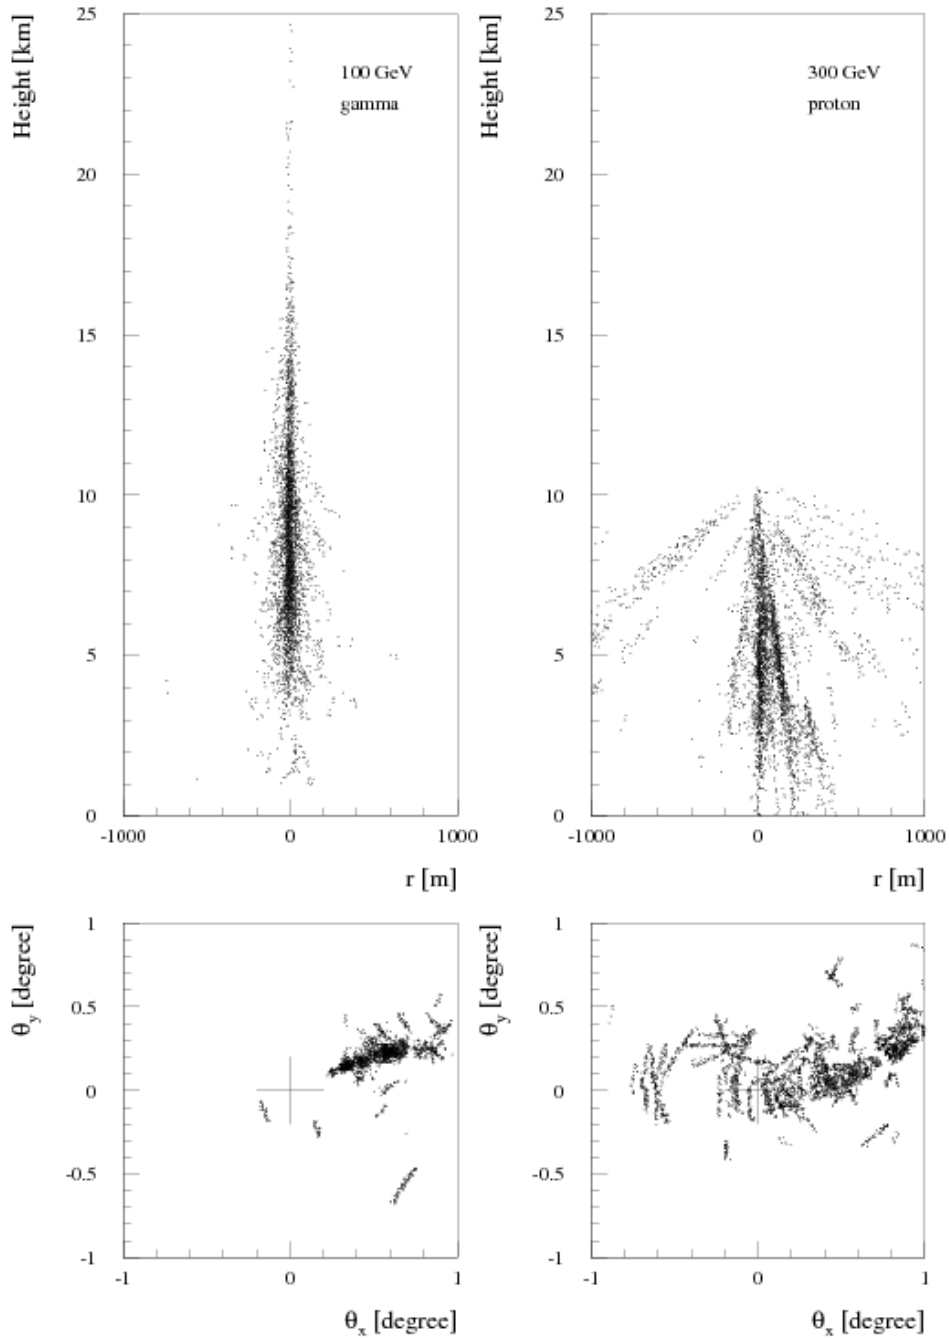 Height [km]
25
20
15
10
5
0
100 GeV
gamma
-1000
0
1000
r [m]
Height [km]
25
20
15
10
5
0
300 GeV
proton
-1000
0
1000
r [m]
θy [degree]
1
0.5
0
-0.5
-1
-1
0
1
θx [degree]
θy [degree]
1
0.5
0
-0.5
-1
-1
0
1
θx [degree]